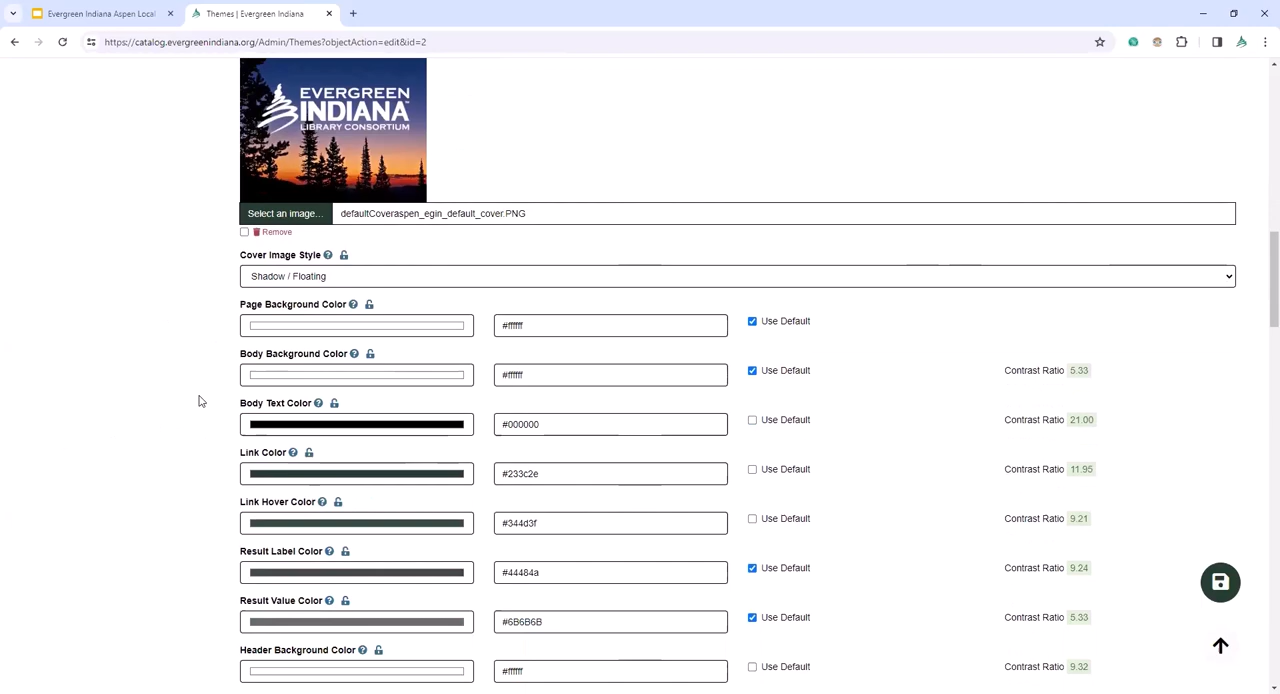 Evergreen Indiana Aspen Local
Themes | Evergreen Indiana
https://catalog.evergreenindiana.org/Admin/Themes?objectAction=edit&id=2
EVERGREEN
INDIANA
LIBRARY CONSORTIUM
Select an image... defaultCoveraspen_egin_default_cover.PNG
Remove
Cover Image Style
Shadow / Floating
Page Background Color
#ffffff Use Default
Body Background Color
#ffffff Use Default Contrast Ratio 5.33
Body Text Color
#000000 Use Default Contrast Ratio 21.00
Link Color
#233c2e Use Default Contrast Ratio 11.95
Link Hover Color
#344d3f Use Default Contrast Ratio 9.21
Result Label Color
#44484a Use Default Contrast Ratio 9.24
Result Value Color
#6B6B6B Use Default Contrast Ratio 5.33
Header Background Color
#ffffff Use Default Contrast Ratio 9.32